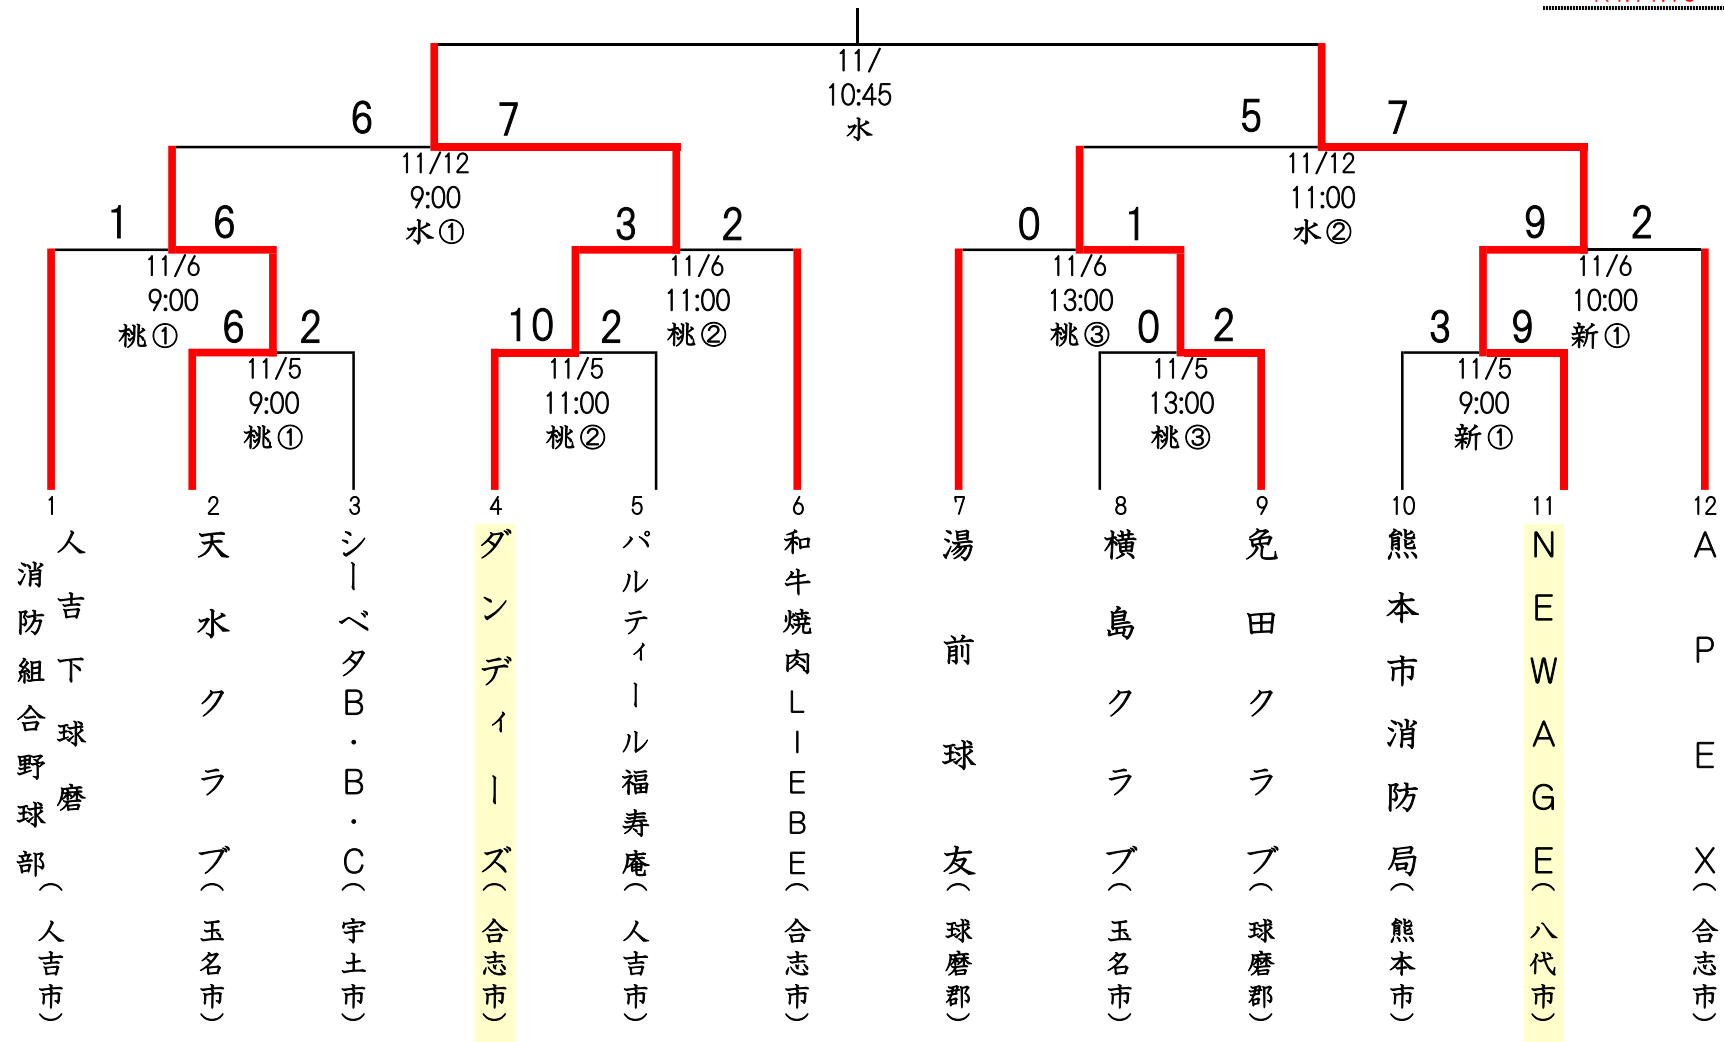 11/
10:45
水
6 7
11/12
9:00
水①
5 7
11/12
11:00
水②
1 6
11/6
9:00
桃①
3 2
11/6
11:00
桃②
0 1
11/6
13:00
桃③
9 2
11/6
10:00
新①
6 2
11/5
9:00
桃①
10 2
11/5
11:00
桃②
0 2
11/5
13:00
桃③
3 9
11/5
9:00
新①
1
人吉下球磨
消防組合野球部
(人吉市)
2
天水クラブ(玉名市)
3
シーベタB・B・C(宇土市)
4
ダンディーズ(合志市)
5
パルティール福寿庵(人吉市)
6
和牛焼肉LIEBE(合志市)
7
湯前球友(球磨郡)
8
横島クラブ(玉名市)
9
免田クラブ(球磨郡)
10
熊本市消防局(熊本市)
11
NEWAGE(八代市)
12
APEX(合志市)